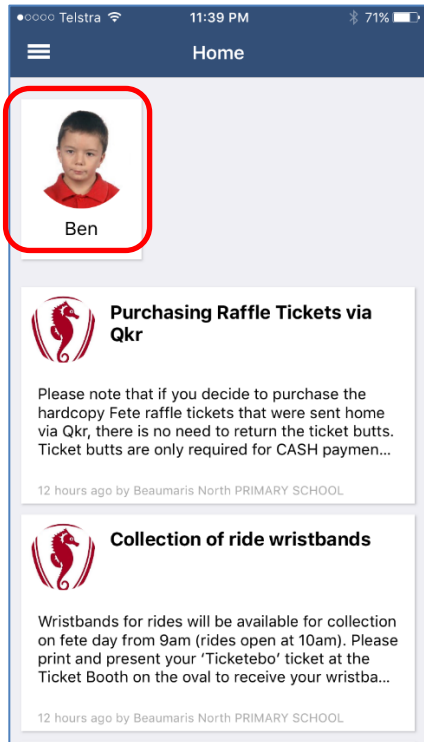 Telstra 11:39 PM 71%
Home
Ben
Purchasing Raffle Tickets via
Qkr
Please note that if you decide to purchase the
hardcopy Fete raffle tickets that were sent home
via Qkr, there is no need to return the ticket butts.
Ticket butts are only required for CASH paymen...
12 hours ago by Beaumaris North PRIMARY SCHOOL
Collection of ride wristbands
Wristbands for rides will be available for collection
on fete day from 9am (rides open at 10am). Please
print and present your ‘Ticketebo’ ticket at the
Ticket Booth on the oval to receive your wristba...
12 hours ago by Beaumaris North PRIMARY SCHOOL